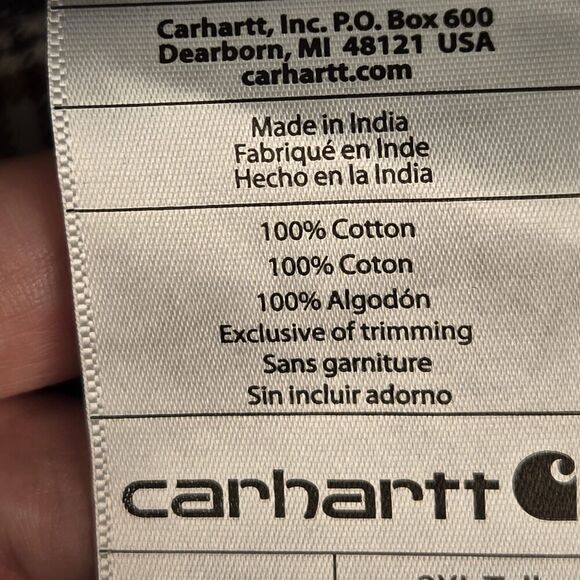 Carhartt, Inc. P.O. Box 600
Dearborn, MI 48121 USA
carhartt.com
Made in India
Fabriqué en Inde
Hecho en la India
100% Cotton
100% Coton
100% Algodón
Exclusive of trimming
Sans garniture
Sin incluir adorno
carhartt